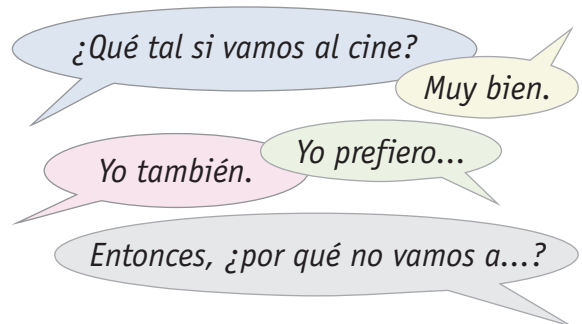 ¿Qué tal si vamos al cine?
Muy bien.
Yo también.
Yo prefiero...
Entonces, ¿por qué no vamos a...?